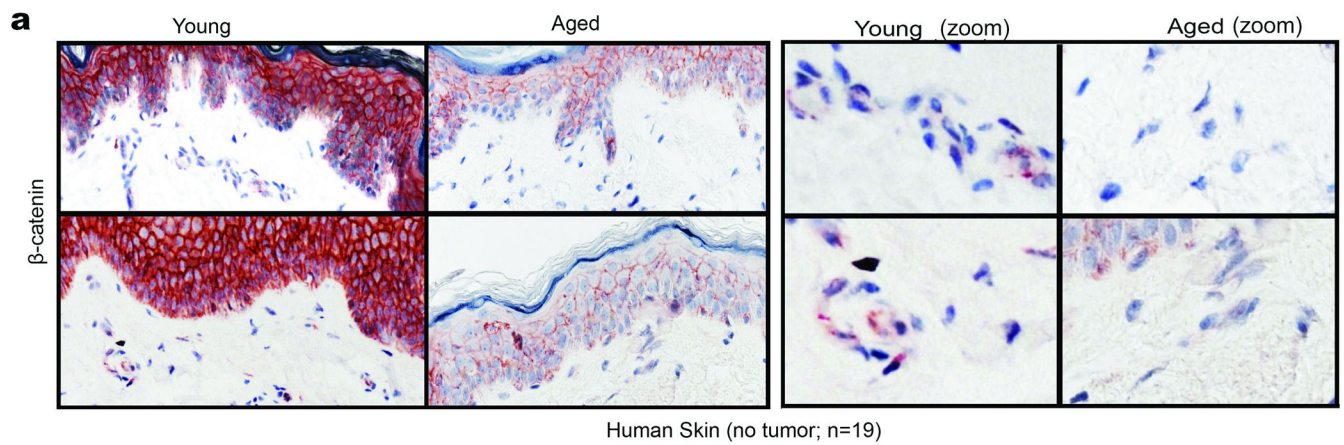 a
Young
Aged
Young (zoom)
Aged (zoom)
β-catenin
Human Skin (no tumor; n=19)